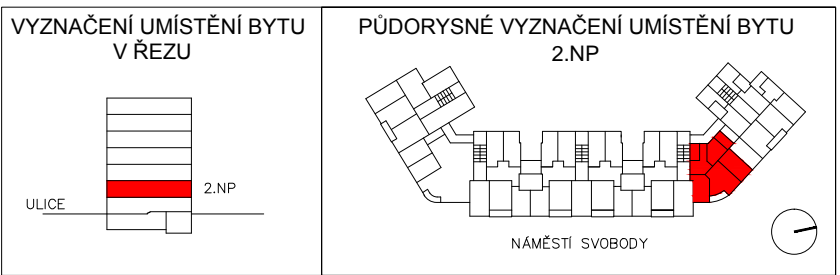 VYZNAČENÍ UMÍSTĚNÍ BYTU
V ŘEZU
ULICE
2.NP
PŮDORYSNÉ VYZNAČENÍ UMÍSTĚNÍ BYTU
2.NP
NÁMĚSTÍ SVOBODY